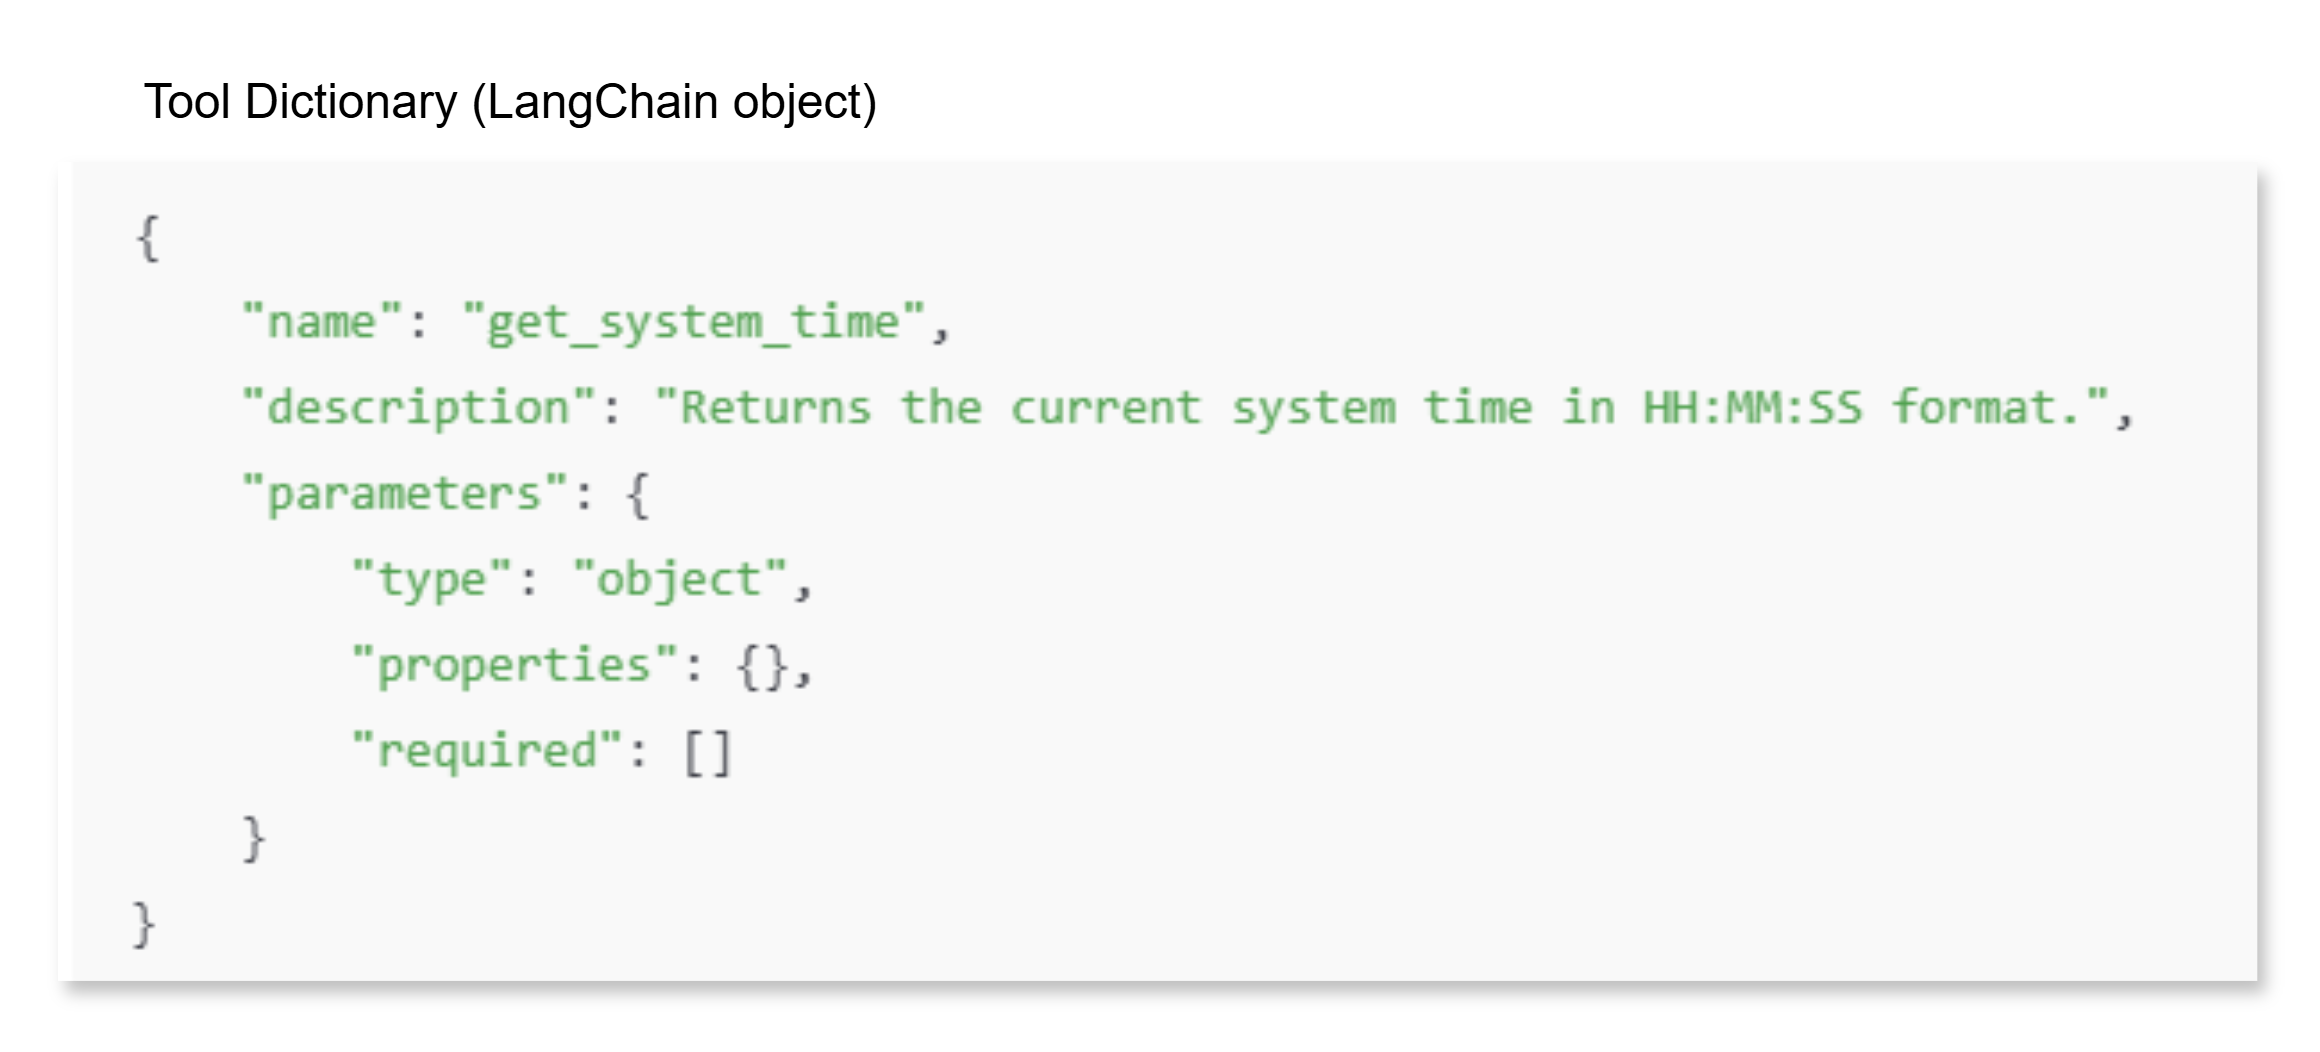 Tool Dictionary (LangChain object)
{
    "name": "get_system_time",
    "description": "Returns the current system time in HH:MM:SS format.",
    "parameters": {
        "type": "object",
        "properties": {},
        "required": []
    }
}